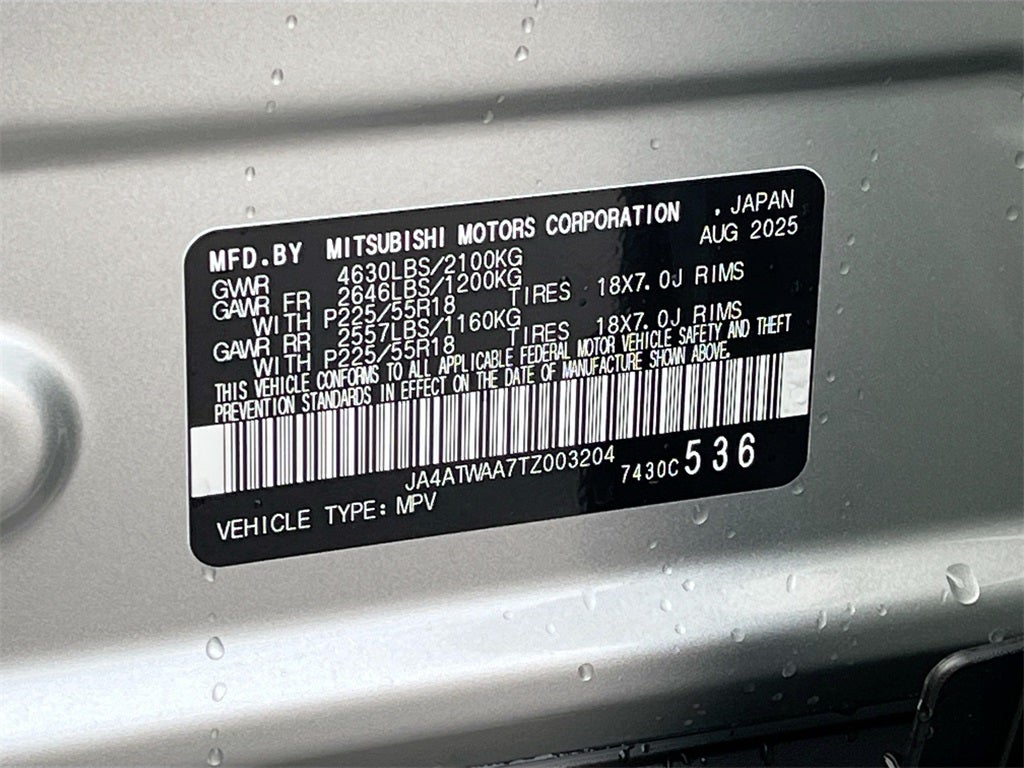 MFD.BY MITSUBISHI MOTORS CORPORATION , JAPAN
AUG 2025
GVWR 4630LBS/2100KG
GAWR FR 2646LBS/1200KG
WITH P225/55R18 TIRES 18X7.0J RIMS
GAWR RR 2557LBS/1160KG
WITH P225/55R18 TIRES 18X7.0J RIMS
THIS VEHICLE CONFORMS TO ALL APPLICABLE FEDERAL MOTOR VEHICLE SAFETY AND THEFT
PREVENTION STANDARDS IN EFFECT ON THE DATE OF MANUFACTURE SHOWN ABOVE.
JA4ATWAA7TZ003204 7430C 536
VEHICLE TYPE: MPV